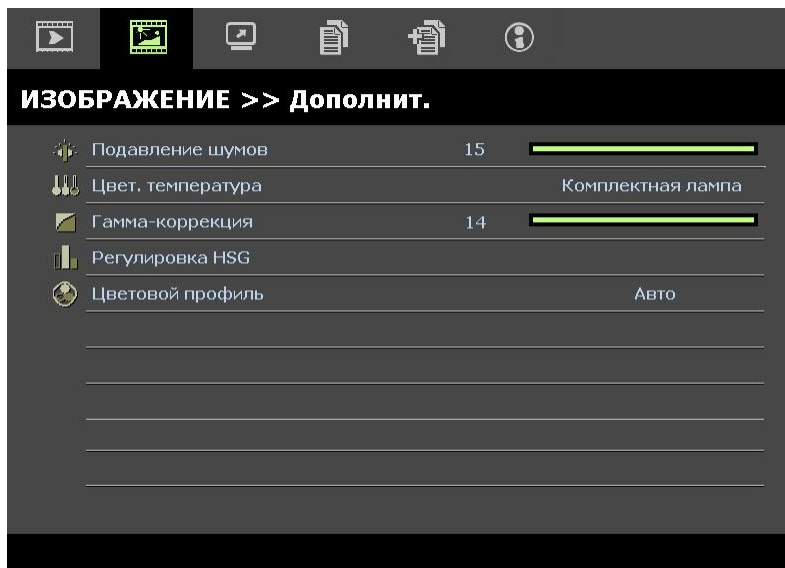 ИЗОБРАЖЕНИЕ >> Дополнит.
Подавление шумов 15
Цвет. температура Комплектная лампа
Гамма-коррекция 14
Регулировка HSG
Цветовой профиль Авто